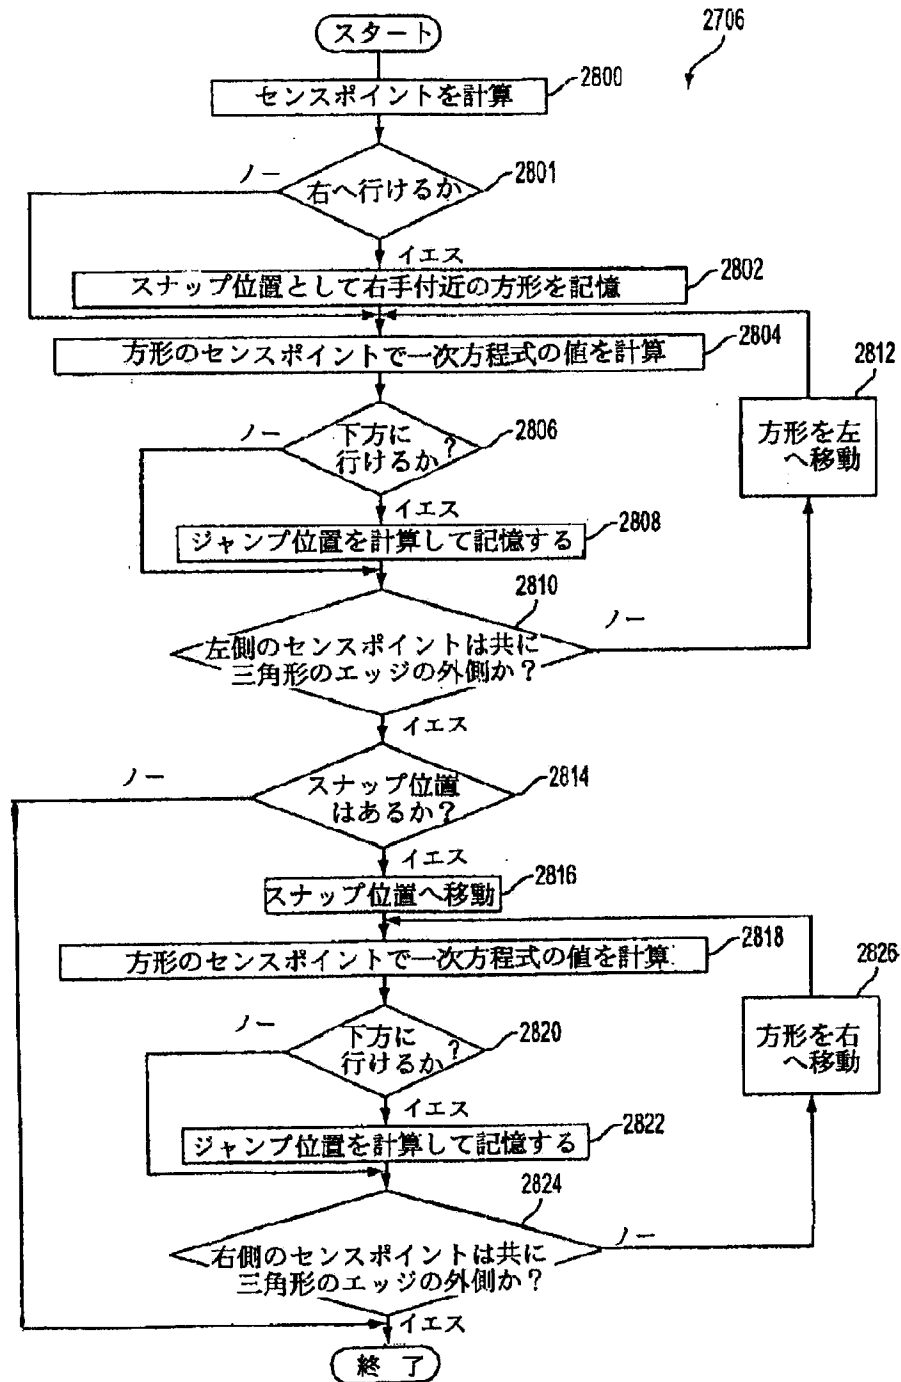 スタート
2706
2800
センスポイントを計算
ノー
右へ行けるか
2801
イエス
2802
スナップ位置として右手付近の方形を記憶
2804
方形のセンスポイントで一次方程式の値を計算
2812
方形を左
へ移動
ノー
下方に
行けるか?
2806
イエス
2808
ジャンプ位置を計算して記憶する
2810
ノー
左側のセンスポイントは共に
三角形のエッジの外側か?
イエス
ノー
スナップ位置
はあるか?
2814
イエス
2816
スナップ位置へ移動
2818
方形のセンスポイントで一次方程式の値を計算
2826
方形を右
へ移動
ノー
下方に
行けるか?
2820
イエス
2822
ジャンプ位置を計算して記憶する
2824
ノー
右側のセンスポイントは共に
三角形のエッジの外側か?
イエス
終了